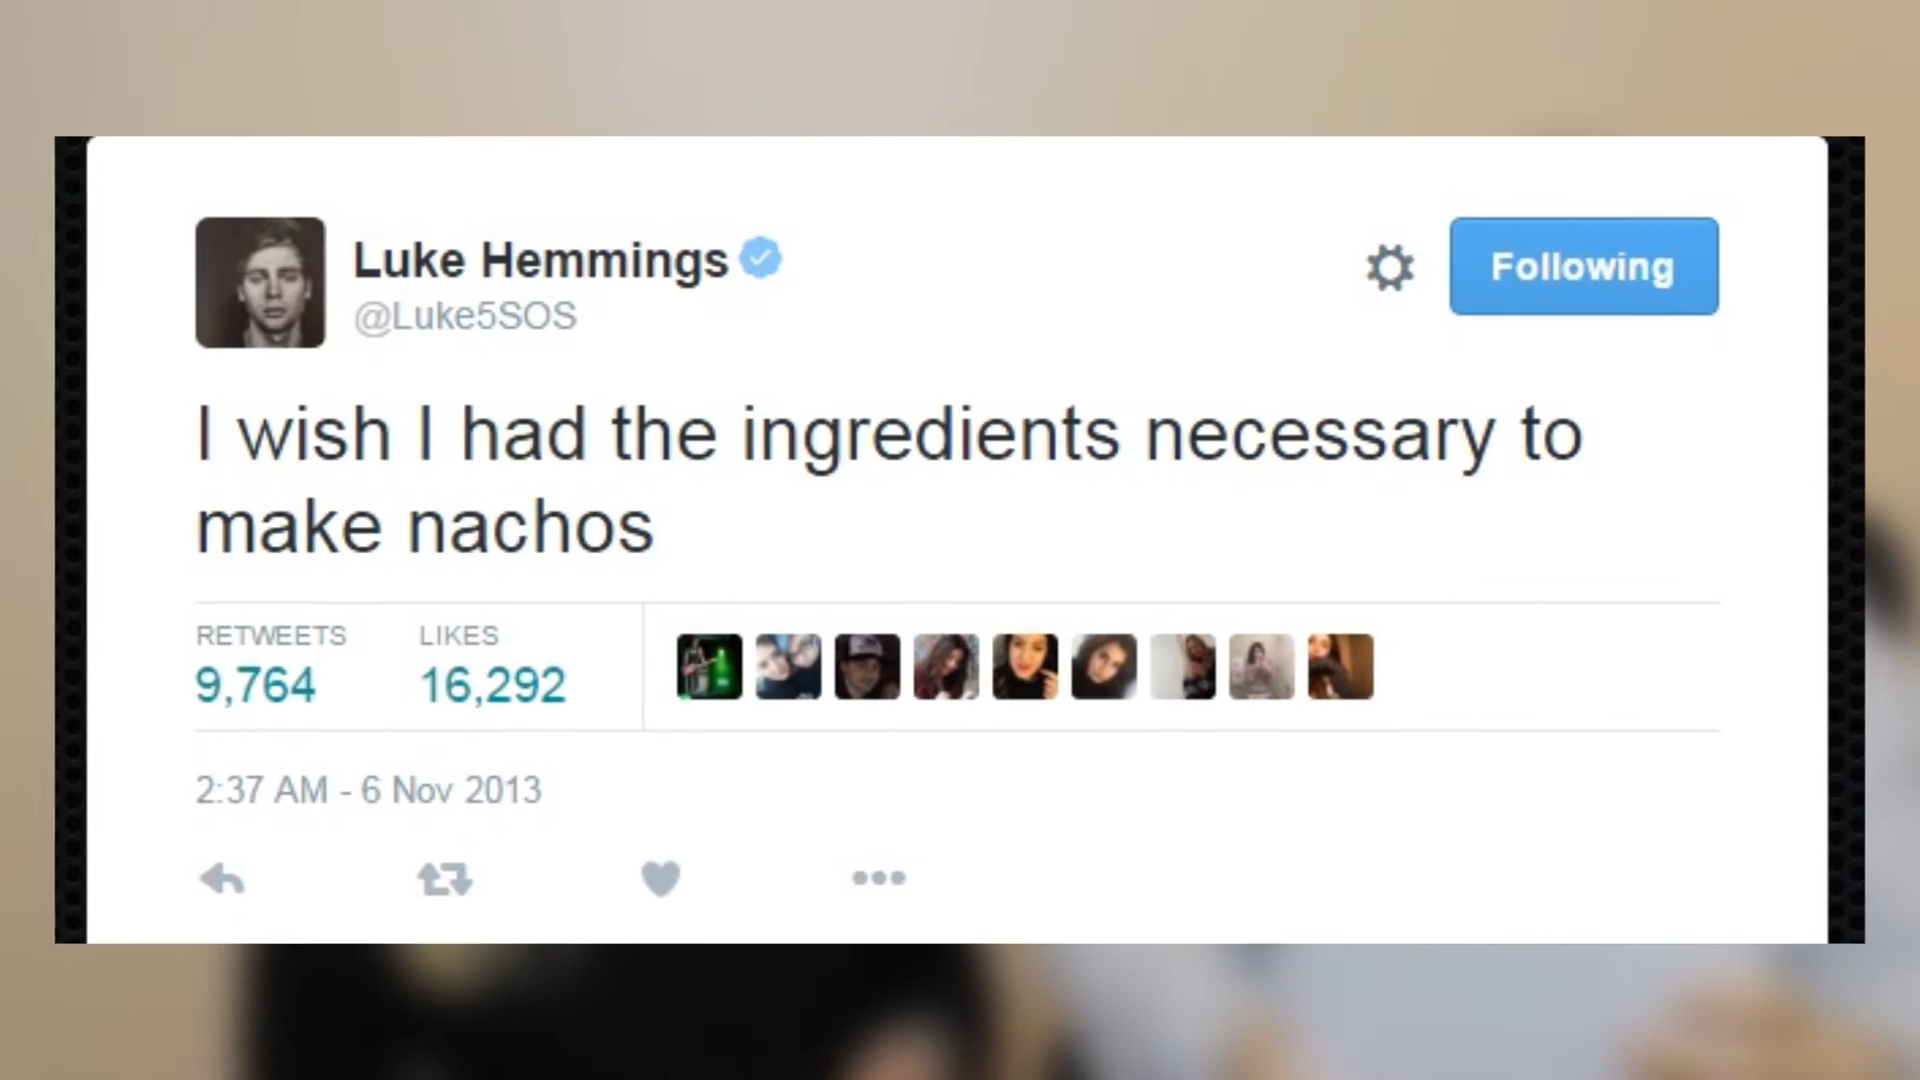 Luke Hemmings
@Luke5SOS
Following
I wish I had the ingredients necessary to
make nachos
RETWEETS
9,764
LIKES
16,292
2:37 AM - 6 Nov 2013